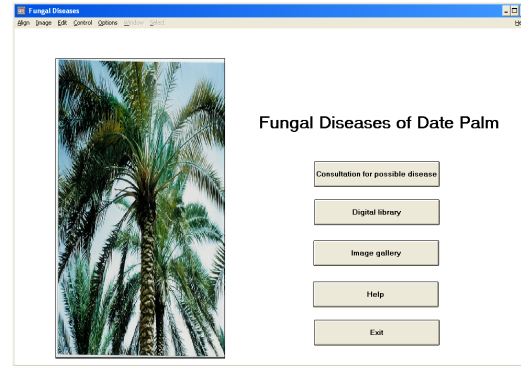 Fungal Diseases
Align Image Edit Control Options Window Select
Fungal Diseases of Date Palm
Consultation for possible disease
Digital library
Image gallery
Help
Exit